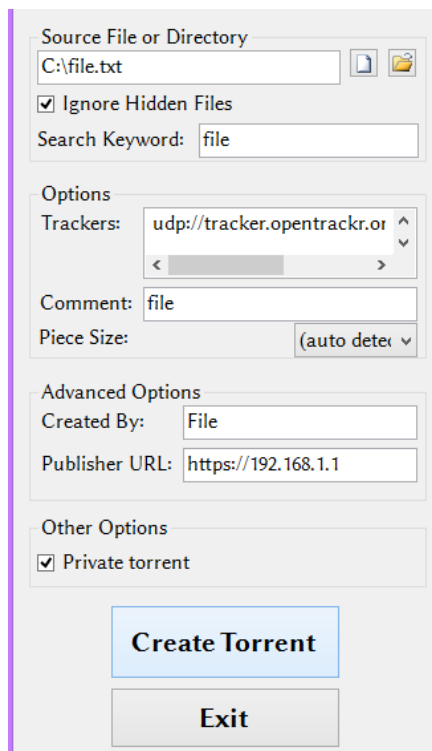 Source File or Directory
C:\file.txt
Ignore Hidden Files
Search Keyword: file
Options
Trackers: udp://tracker.opentrackr.or
Comment: file
Piece Size: (auto detec
Advanced Options
Created By: File
Publisher URL: https://192.168.1.1
Other Options
Private torrent
Create Torrent
Exit